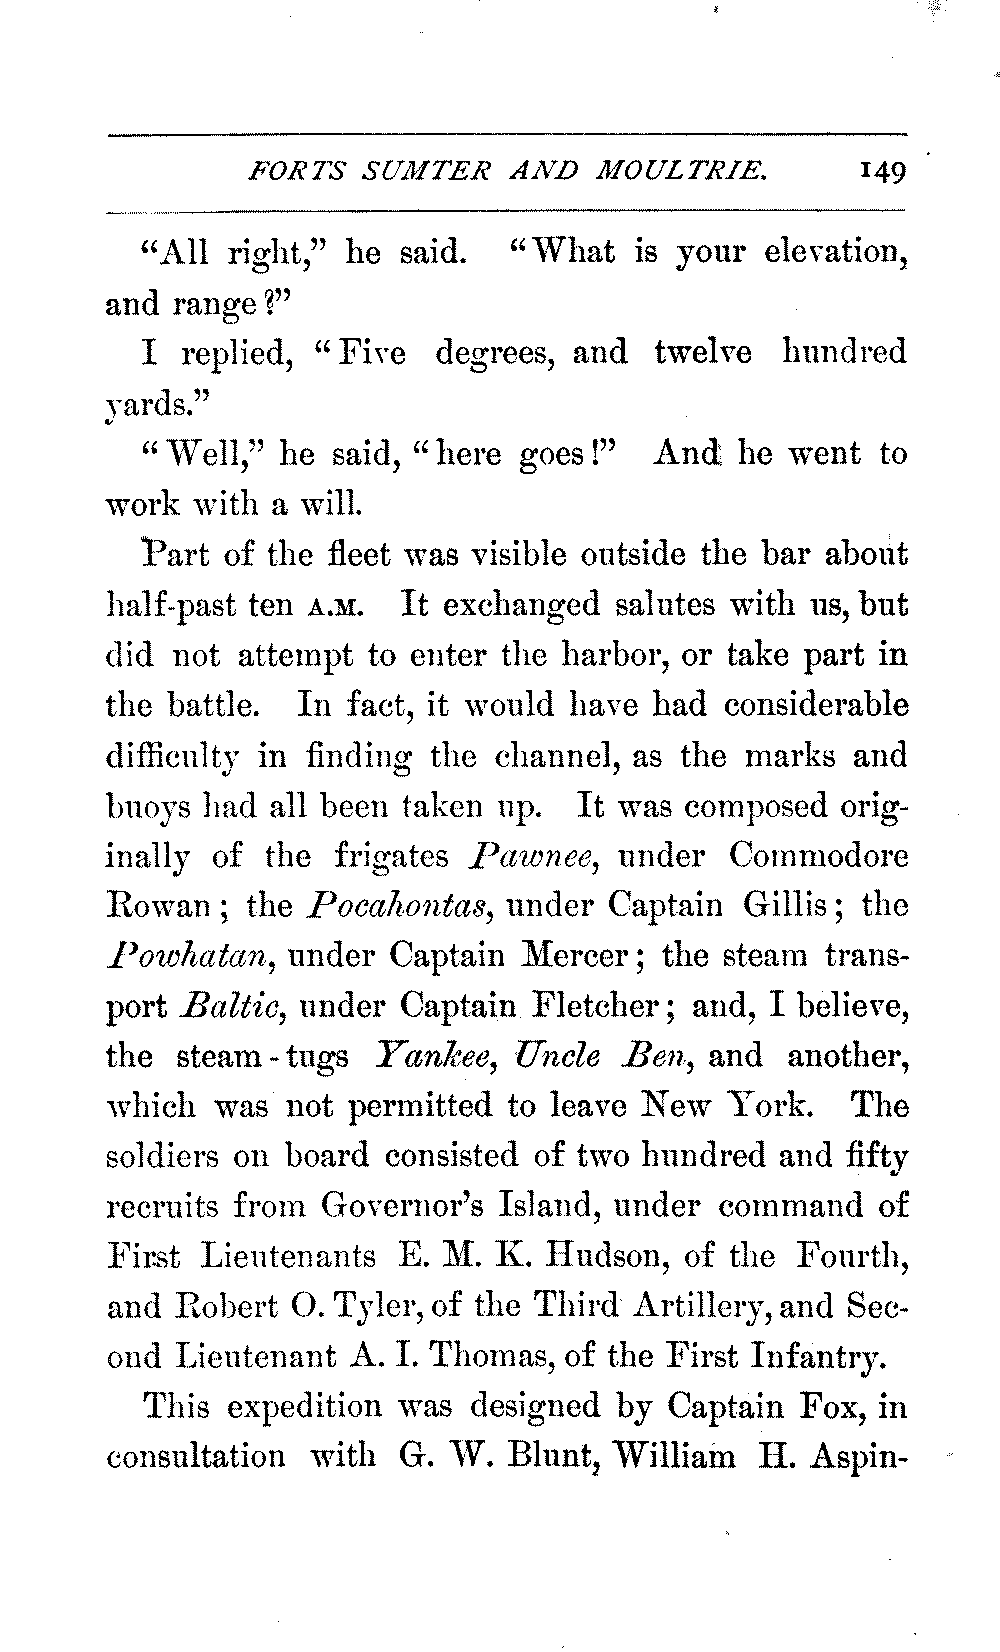 FORTS SUMTER AND MOULTRIE. 149
“All right,” he said. “What is your elevation,
and range?”
I replied, “Five degrees, and twelve hundred
yards.”
“Well,” he said, “here goes!” And he went to
work with a will.
Part of the fleet was visible outside the bar about
half-past ten A.M. It exchanged salutes with us, but
did not attempt to enter the harbor, or take part in
the battle. In fact, it would have had considerable
difficulty in finding the channel, as the marks and
buoys had all been taken up. It was composed orig-
inally of the frigates Pawnee, under Commodore
Rowan; the Pocahontas, under Captain Gillis; the
Powhatan, under Captain Mercer; the steam trans-
port Baltic, under Captain Fletcher; and, I believe,
the steam-tugs Yankee, Uncle Ben, and another,
which was not permitted to leave New York. The
soldiers on board consisted of two hundred and fifty
recruits from Governor’s Island, under command of
First Lieutenants E. M. K. Hudson, of the Fourth,
and Robert O. Tyler, of the Third Artillery, and Sec-
ond Lieutenant A. I. Thomas, of the First Infantry.
This expedition was designed by Captain Fox, in
consultation with G. W. Blunt, William H. Aspin-